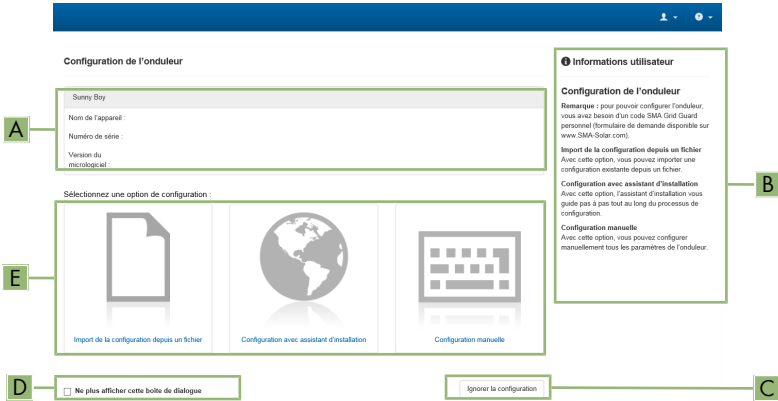 Configuration de l'onduleur
A
Sunny Boy
Nom de l'appareil :
Numéro de série :
Version du
micrologiciel :
Sélectionnez une option de configuration :
E
Import de la configuration depuis un fichier
Configuration avec assistant d'installation
Configuration manuelle
D
Ne plus afficher cette boîte de dialogue
Ignorer la configuration
C
Informations utilisateur
Configuration de l'onduleur
Remarque : pour pouvoir configurer l'onduleur,
vous avez besoin d'un code SMA Grid Guard
personnel (formulaire de demande disponible sur
www.SMA-Solar.com).
Import de la configuration depuis un fichier
Avec cette option, vous pouvez importer une
configuration existante depuis un fichier.
Configuration avec assistant d'installation
Avec cette option, l'assistant d'installation vous
guide pas à pas tout au long du processus de
configuration.
Configuration manuelle
Avec cette option, vous pouvez configurer
manuellement tous les paramètres de l'onduleur.
B